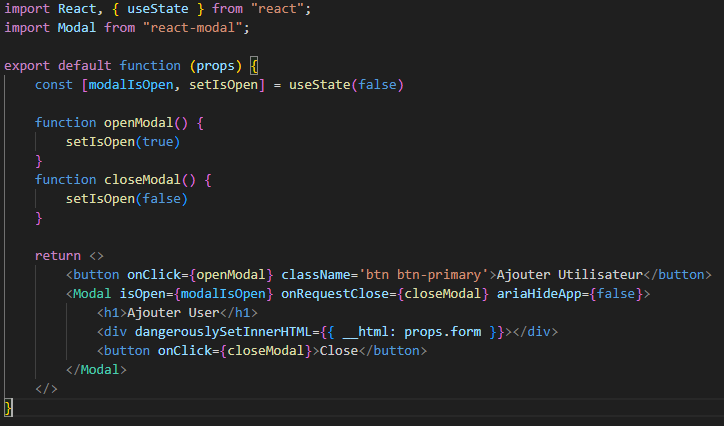 import React, { useState } from "react";
import Modal from "react-modal";
export default function (props) {
const [modalIsOpen, setIsOpen] = useState(false)
function openModal() {
setIsOpen(true)
}
function closeModal() {
setIsOpen(false)
}
return <>
<button onClick={openModal} className='btn btn-primary'>Ajouter Utilisateur</button>
<Modal isOpen={modalIsOpen} onRequestClose={closeModal} ariaHideApp={false}>
<h1>Ajouter User</h1>
<div dangerouslySetInnerHTML={{ __html: props.form }}></div>
<button onClick={closeModal}>Close</button>
</Modal>
</>
}